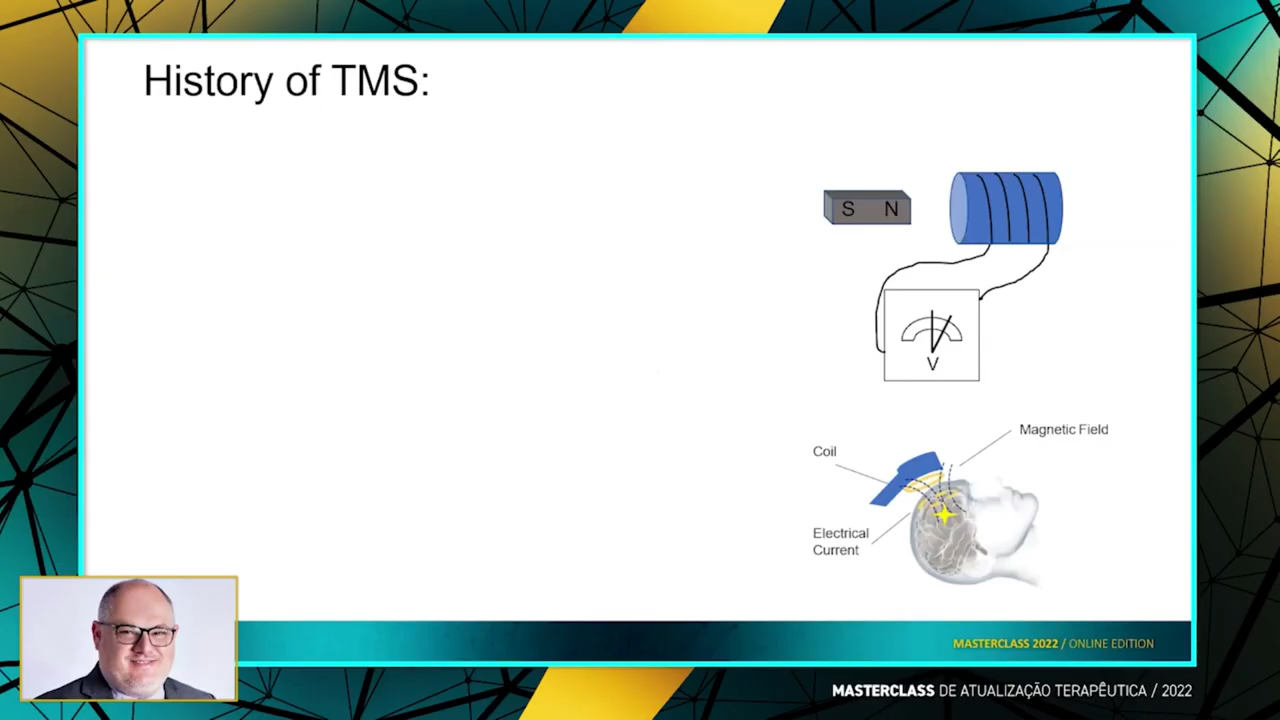 History of TMS:
S N
V
Magnetic Field
Coil
Electrical
Current
MASTERCLASS 2022 / ONLINE EDITION
MASTERCLASS DE ATUALIZAÇÃO TERAPÊUTICA / 2022